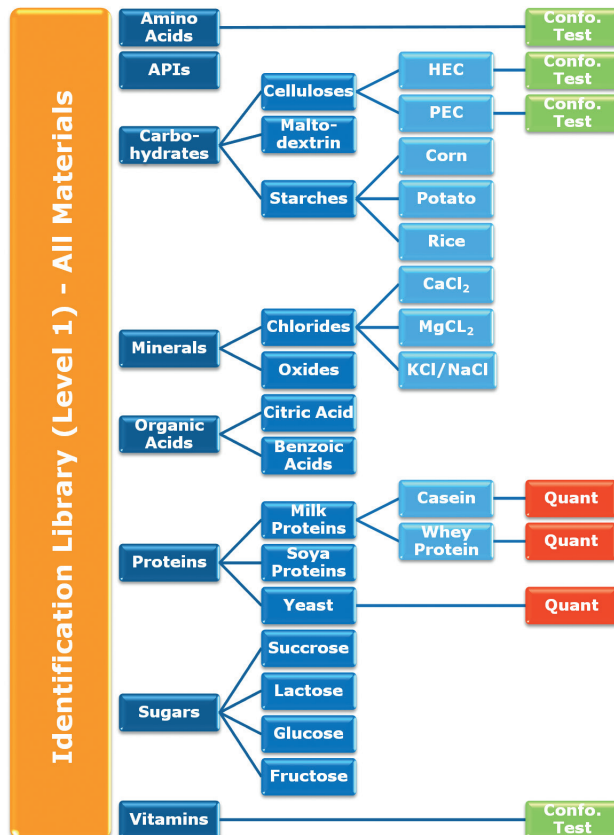 Identification Library (Level 1) - All Materials
Amino
Acids
Confo.
Test
APIs
Carbo-
hydrates
Celluloses
HEC
Confo.
Test
PEC
Confo.
Test
Malto-
dextrin
Starches
Corn
Potato
Rice
Minerals
Chlorides
CaCl₂
MgCL₂
KCl/NaCl
Oxides
Organic
Acids
Citric Acid
Benzoic
Acids
Proteins
Milk
Proteins
Casein
Quant
Whey
Protein
Quant
Soya
Proteins
Yeast
Quant
Sugars
Succrose
Lactose
Glucose
Fructose
Vitamins
Confo.
Test